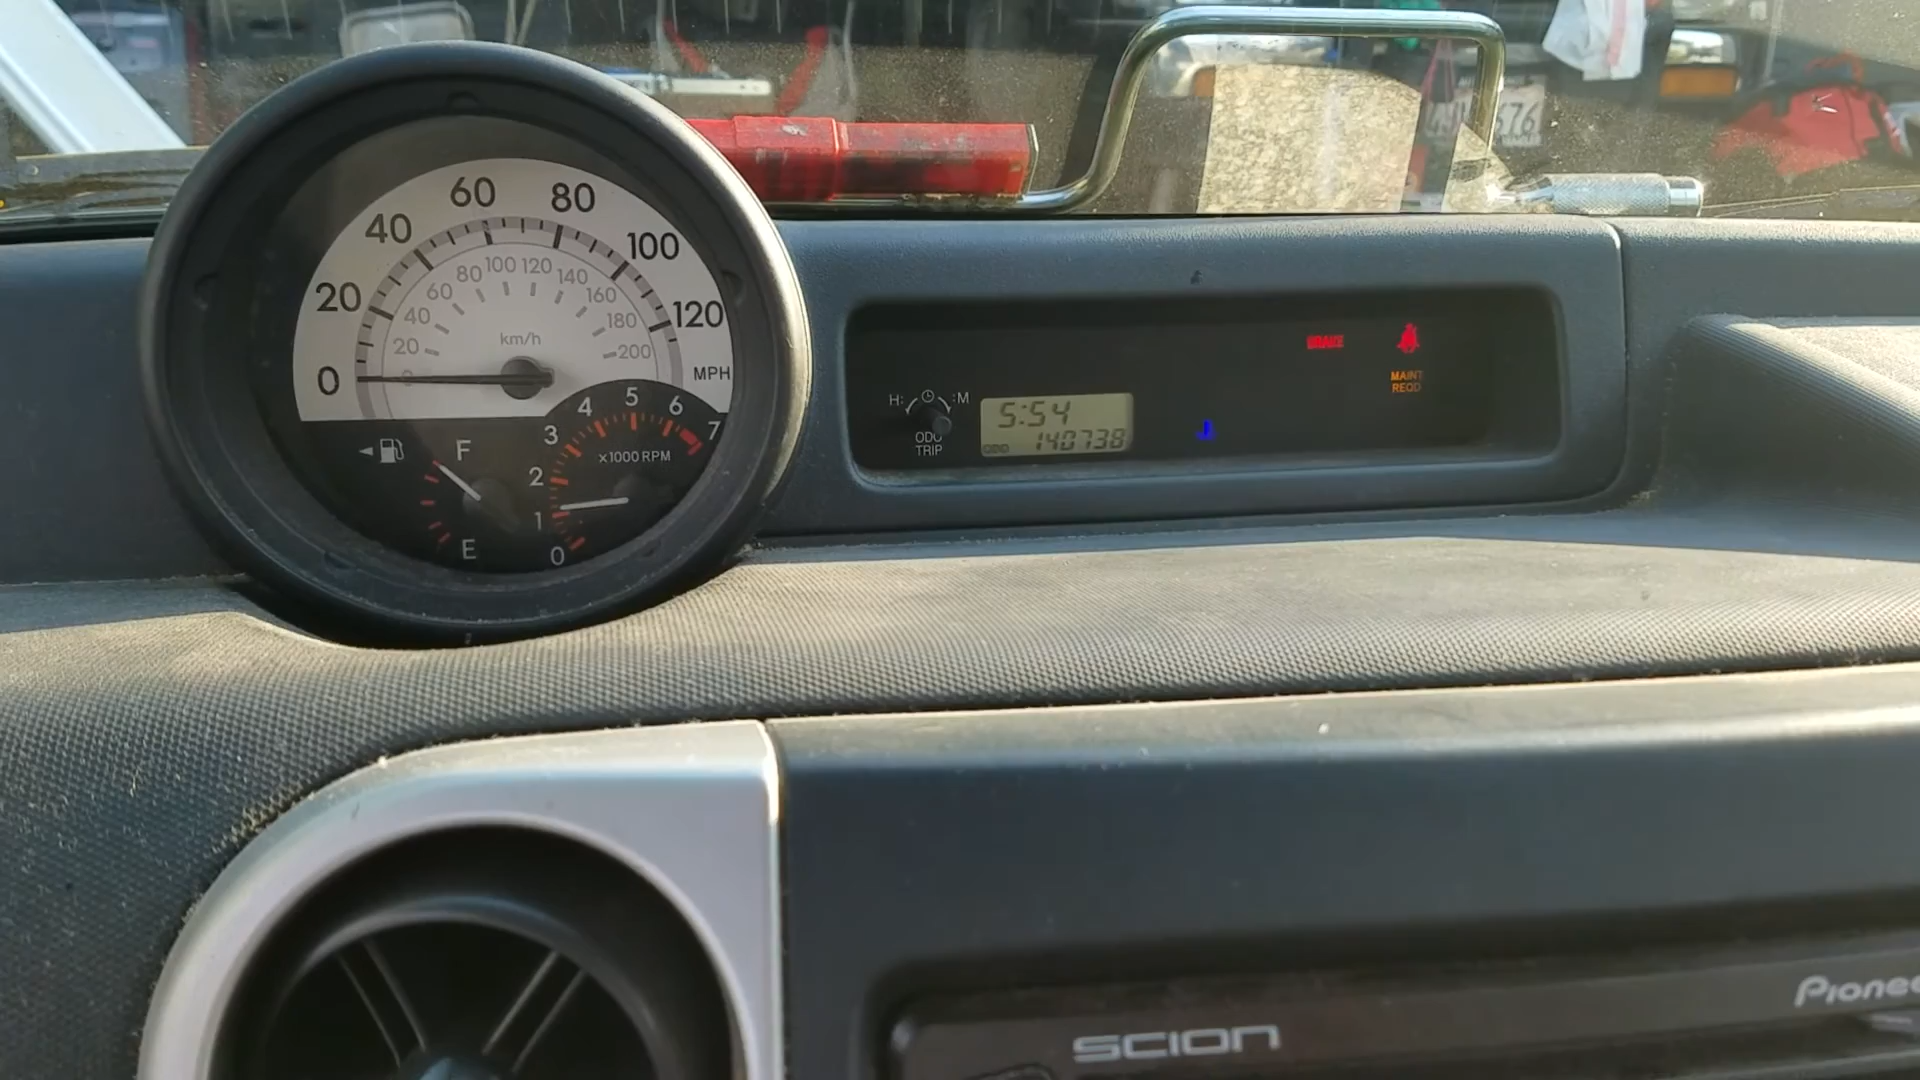 60 80
40 100
20 120
0 MPH
80 100 120 140
60 160
40 180
20 200
0
km/h
F
E
0 1 2 3 4 5 6 7
x1000 RPM
H: :M
ODO
TRIP
5:54
ODO 140738
BRAKE
MAINT
REQD
SCION